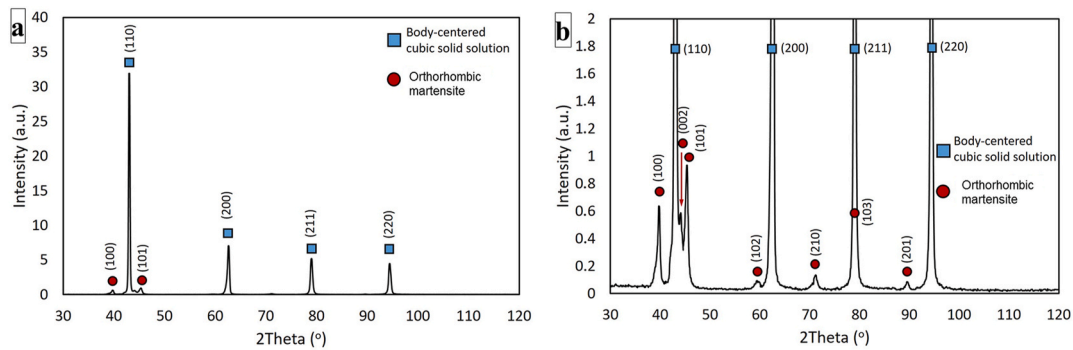 a
40
35
30
25
20
15
10
5
0
Intensity (a.u.)
(110)
(100)
(101)
(200)
(211)
(220)
Body-centered
cubic solid solution
Orthorhombic
martensite
30 40 50 60 70 80 90 100 110 120
2Theta (º)
b
2
1.8
1.6
1.4
1.2
1
0.8
0.6
0.4
0.2
0
Intensity (a.u.)
(110)
(200)
(211)
(220)
(002)
(101)
(100)
(102)
(210)
(103)
(201)
Body-centered
cubic solid solution
Orthorhombic
martensite
30 40 50 60 70 80 90 100 110 120
2Theta (º)